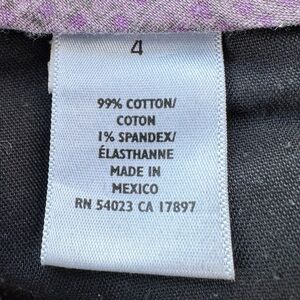 4
99% COTTON/
COTON
1% SPANDEX/
ÉLASTHANNE
MADE IN
MEXICO
RN 54023 CA 17897